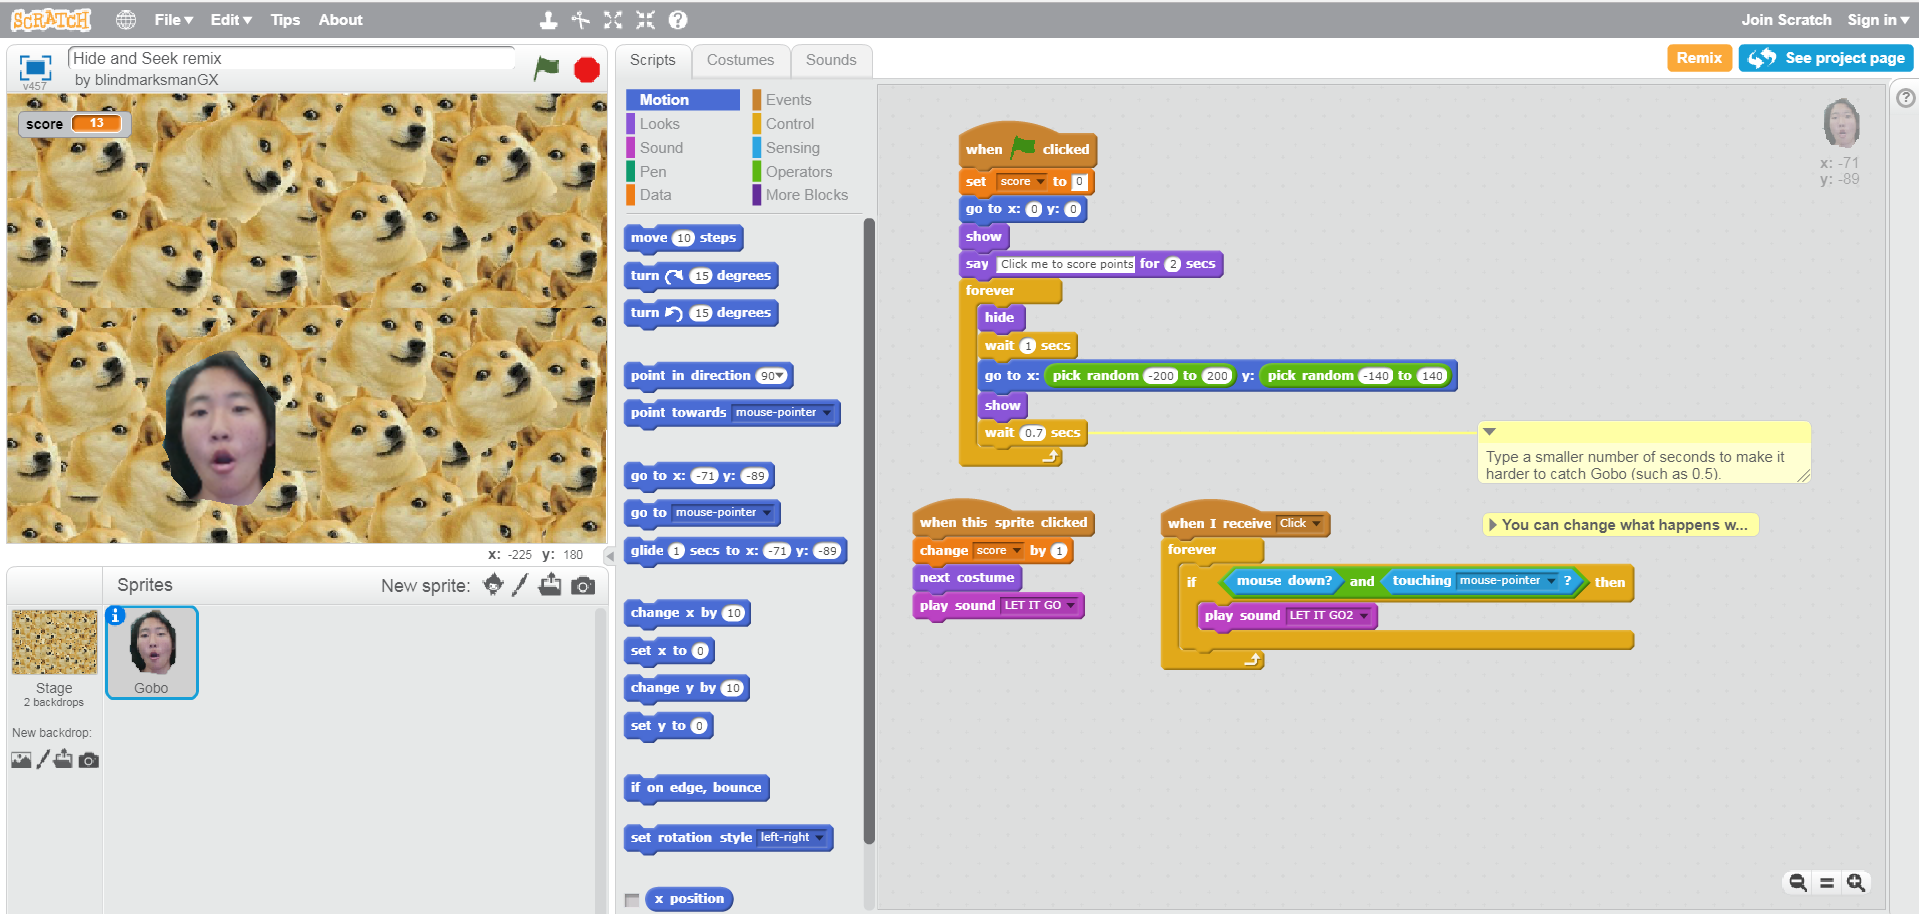 SCRATCH File Edit Tips About Join Scratch Sign in
v457 Hide and Seek remix
by blindmarksmanGX
Scripts Costumes Sounds Remix See project page
score 13
x: -225 y: 180
Sprites New sprite:
Stage
2 backdrops
New backdrop:
Gobo
Motion Events
Looks Control
Sound Sensing
Pen Operators
Data More Blocks
move 10 steps
turn 15 degrees
turn 15 degrees
point in direction 90
point towards mouse-pointer
go to x: -71 y: -89
go to mouse-pointer
glide 1 secs to x: -71 y: -89
change x by 10
set x to 0
change y by 10
set y to 0
if on edge, bounce
set rotation style left-right
x position
when clicked
set score to 0
go to x: 0 y: 0
show
say Click me to score points for 2 secs
forever
hide
wait 1 secs
go to x: pick random -200 to 200 y: pick random -140 to 140
show
wait 0.7 secs
Type a smaller number of seconds to make it
harder to catch Gobo (such as 0.5).
You can change what happens w...
when this sprite clicked
change score by 1
next costume
play sound LET IT GO
when I receive Click
forever
if mouse down? and touching mouse-pointer ? then
play sound LET IT GO2
x: -71
y: -89